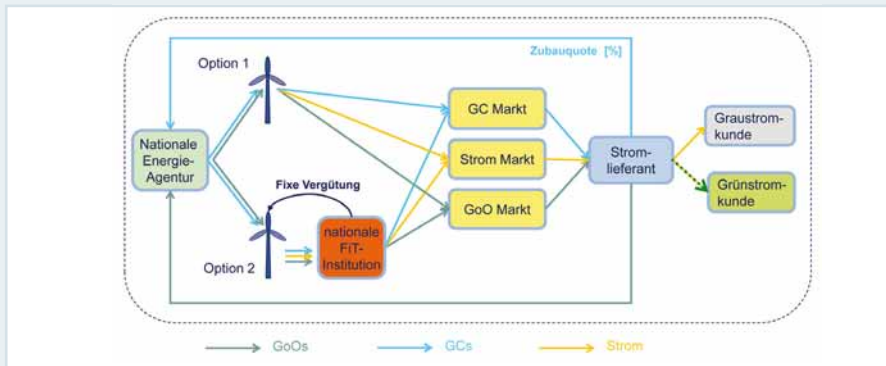 Zubauquote [%]
Option 1
GC Markt
Graustrom-
kunde
Nationale
Energie-
Agentur
Strom Markt
Strom-
lieferant
Fixe Vergütung
Grünstrom-
kunde
GoO Markt
nationale
FiT-
Institution
Option 2
GoOs
GCs
Strom